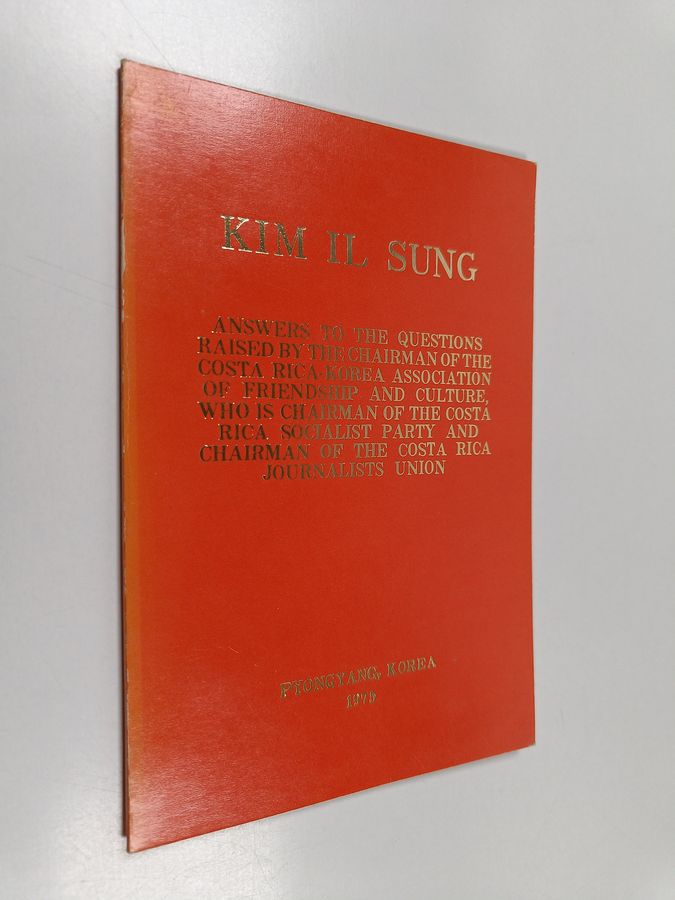 KIM IL SUNG
ANSWERS TO THE QUESTIONS
RAISED BY THE CHAIRMAN OF THE
COSTA RICA-KOREA ASSOCIATION
OF FRIENDSHIP AND CULTURE,
WHO IS CHAIRMAN OF THE COSTA
RICA SOCIALIST PARTY AND
CHAIRMAN OF THE COSTA RICA
JOURNALISTS UNION
PYONGYANG, KOREA
1979